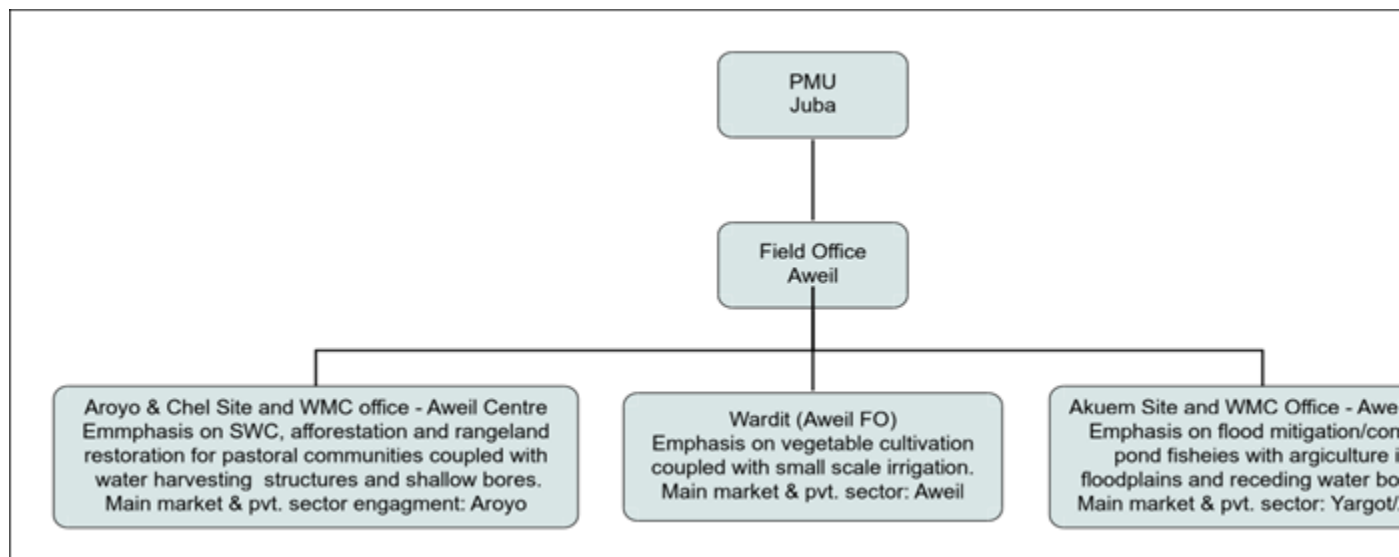 PMU
Juba
Field Office
Aweil
Aroyo & Chel Site and WMC office - Aweil Centre
Emmphasis on SWC, afforestation and rangeland
restoration for pastoral communities coupled with
water harvesting structures and shallow bores.
Main market & pvt. sector engagment: Aroyo
Wardit (Aweil FO)
Emphasis on vegetable cultivation
coupled with small scale irrigation.
Main market & pvt. sector: Aweil
Akuem Site and WMC Office -
Emphasis on flood mitigation/
pond fisheies with argiculture
floodplains and receding water
Main market & pvt. sector: Yargot/